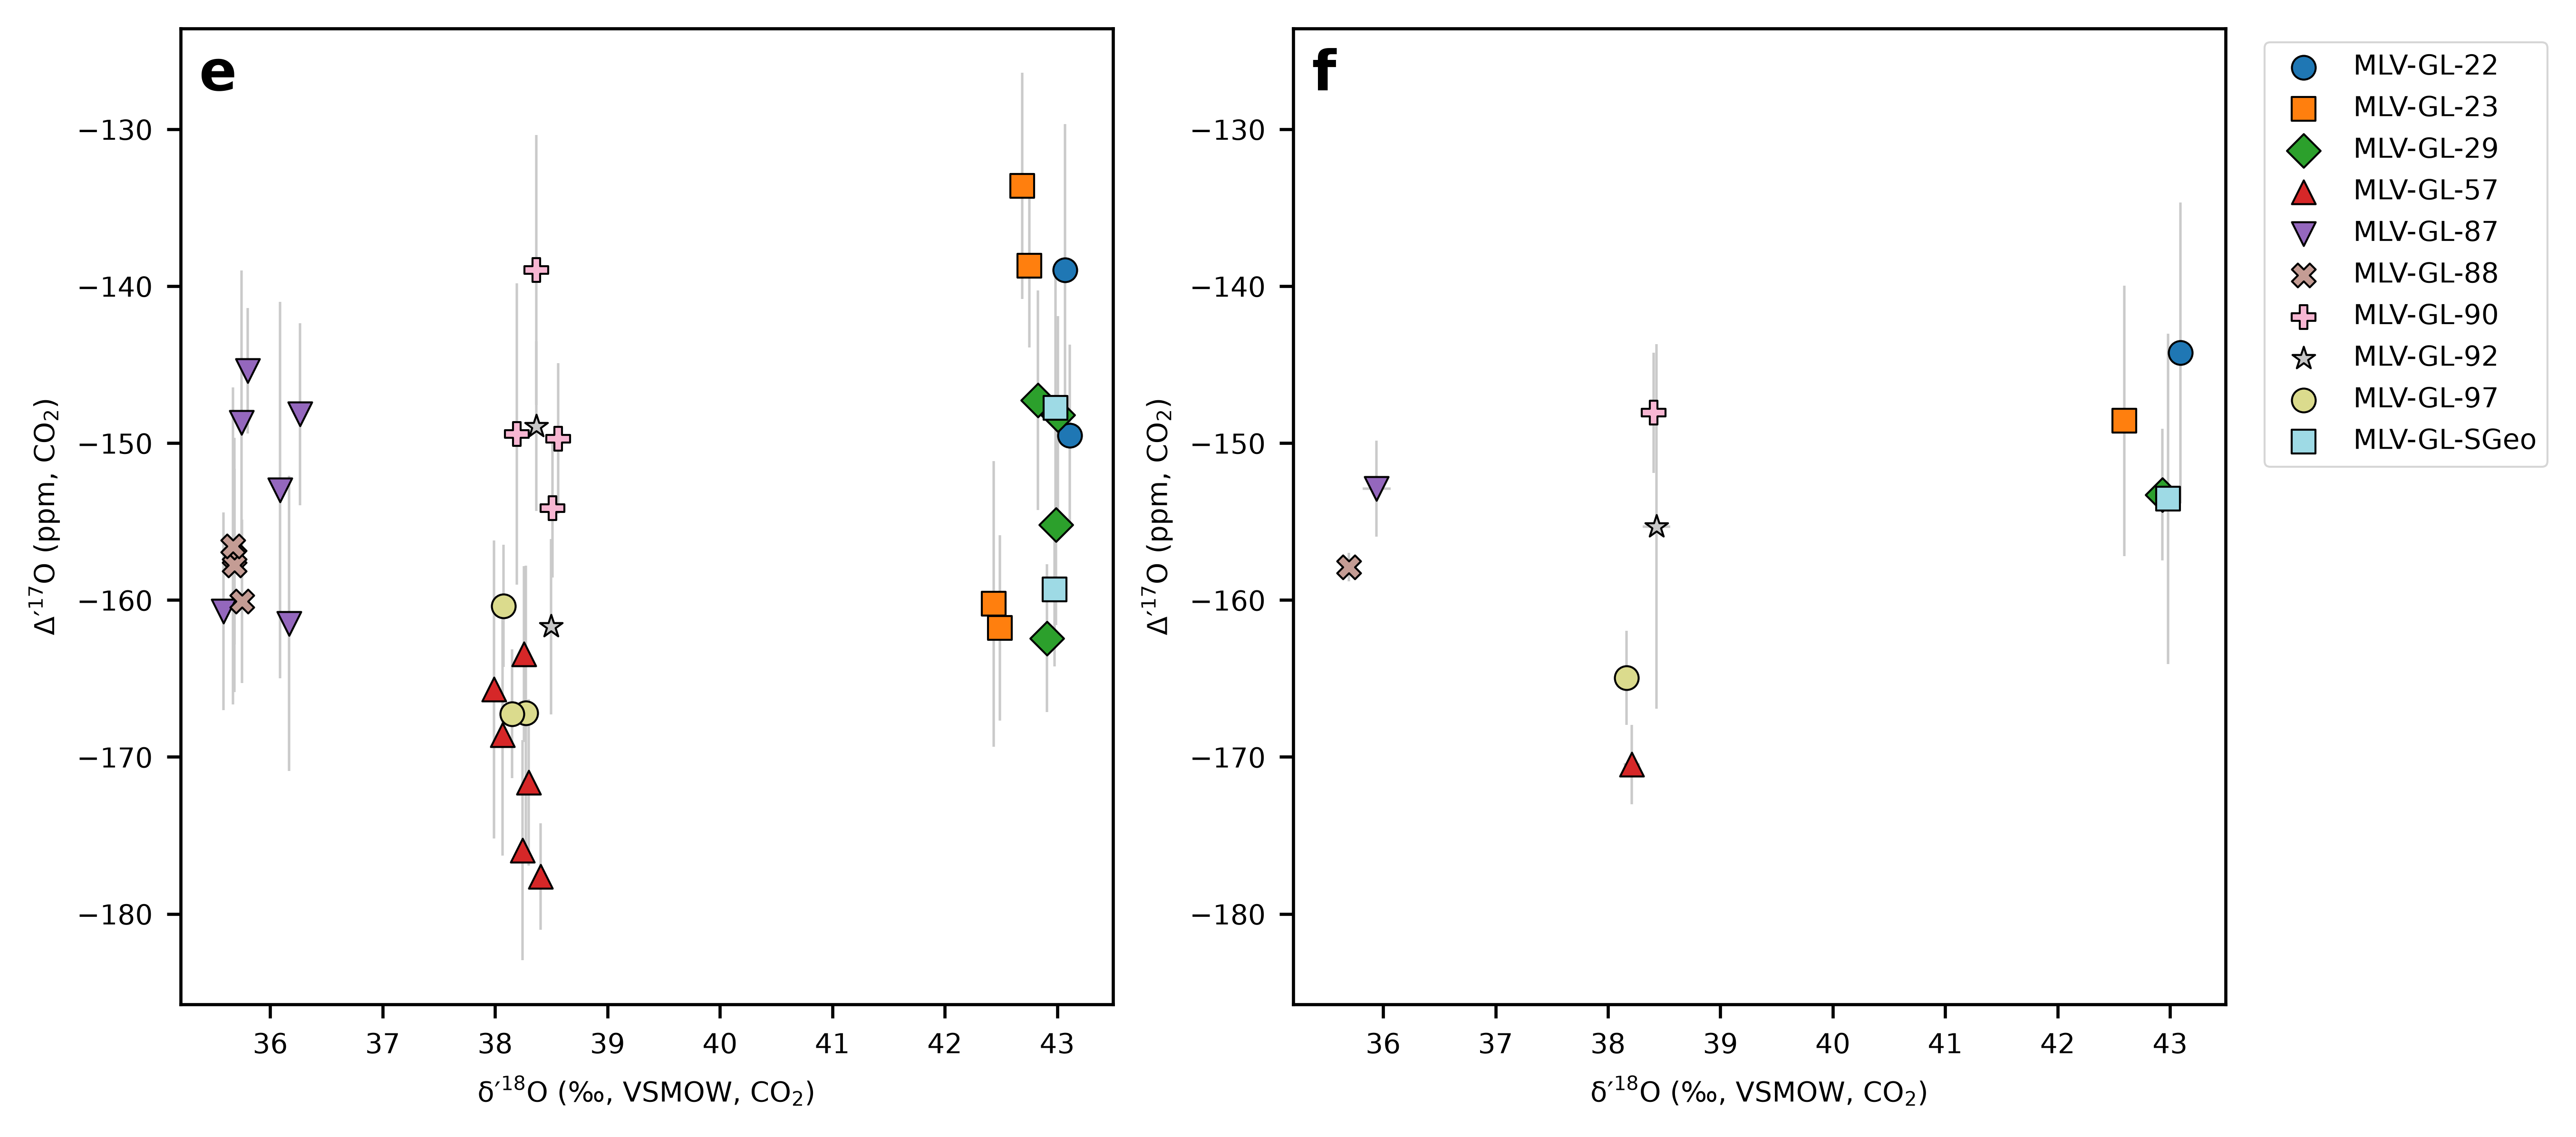 e
−130
−140
−150
−160
−170
−180
36 37 38 39 40 41 42 43
δ′¹⁸O (‰, VSMOW, CO₂)
Δ′¹⁷O (ppm, CO₂)
f
−130
−140
−150
−160
−170
−180
36 37 38 39 40 41 42 43
δ′¹⁸O (‰, VSMOW, CO₂)
Δ′¹⁷O (ppm, CO₂)
MLV-GL-22
MLV-GL-23
MLV-GL-29
MLV-GL-57
MLV-GL-87
MLV-GL-88
MLV-GL-90
MLV-GL-92
MLV-GL-97
MLV-GL-SGeo